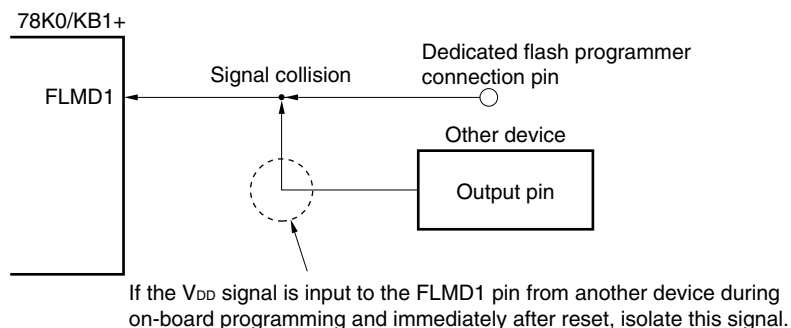 78K0/KB1+
Dedicated flash programmer
connection pin
Signal collision
FLMD1
Other device
Output pin
If the VDD signal is input to the FLMD1 pin from another device during
on-board programming and immediately after reset, isolate this signal.